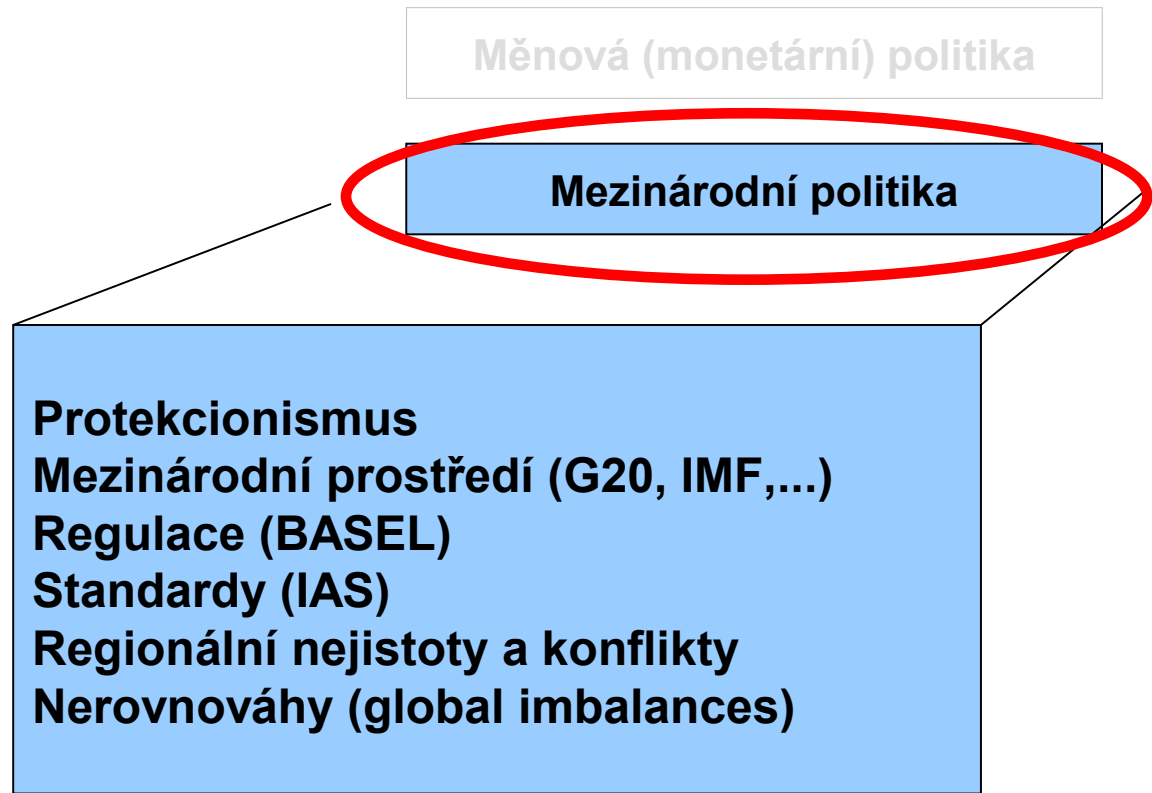 Měnová (monetární) politika
Mezinárodní politika
Protekcionismus
Mezinárodní prostředí (G20, IMF,...)
Regulace (BASEL)
Standardy (IAS)
Regionální nejistoty a konflikty
Nerovnováhy (global imbalances)